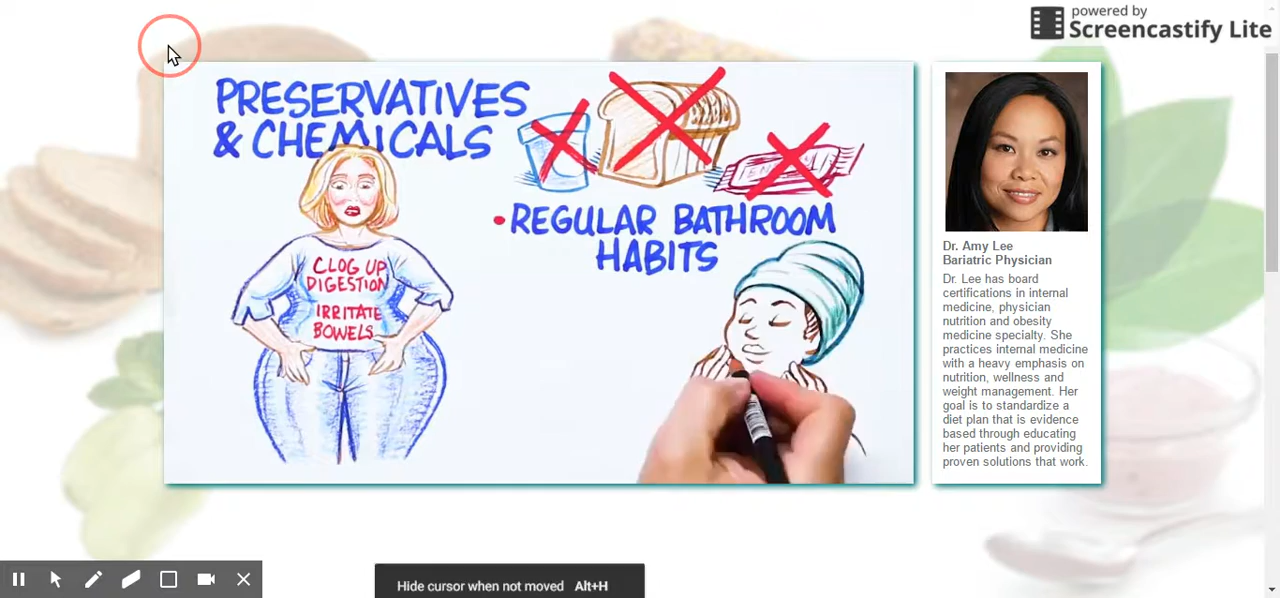 powered by
Screencastify Lite
PRESERVATIVES
& CHEMICALS
• REGULAR BATHROOM
HABITS
CLOG UP
DIGESTION
IRRITATE
BOWELS
Dr. Amy Lee
Bariatric Physician
Dr. Lee has board
certifications in internal
medicine, physician
nutrition and obesity
medicine specialty. She
practices internal medicine
with a heavy emphasis on
nutrition, wellness and
weight management. Her
goal is to standardize a
diet plan that is evidence
based through educating
her patients and providing
proven solutions that work.
Hide cursor when not moved Alt+H